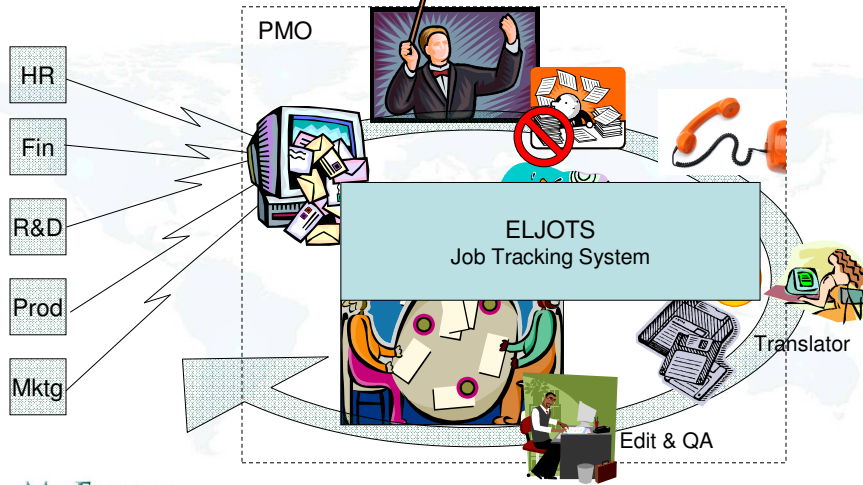 PMO
HR
Fin
R&D
Prod
Mktg
ELJOTS
Job Tracking System
Translator
Edit & QA